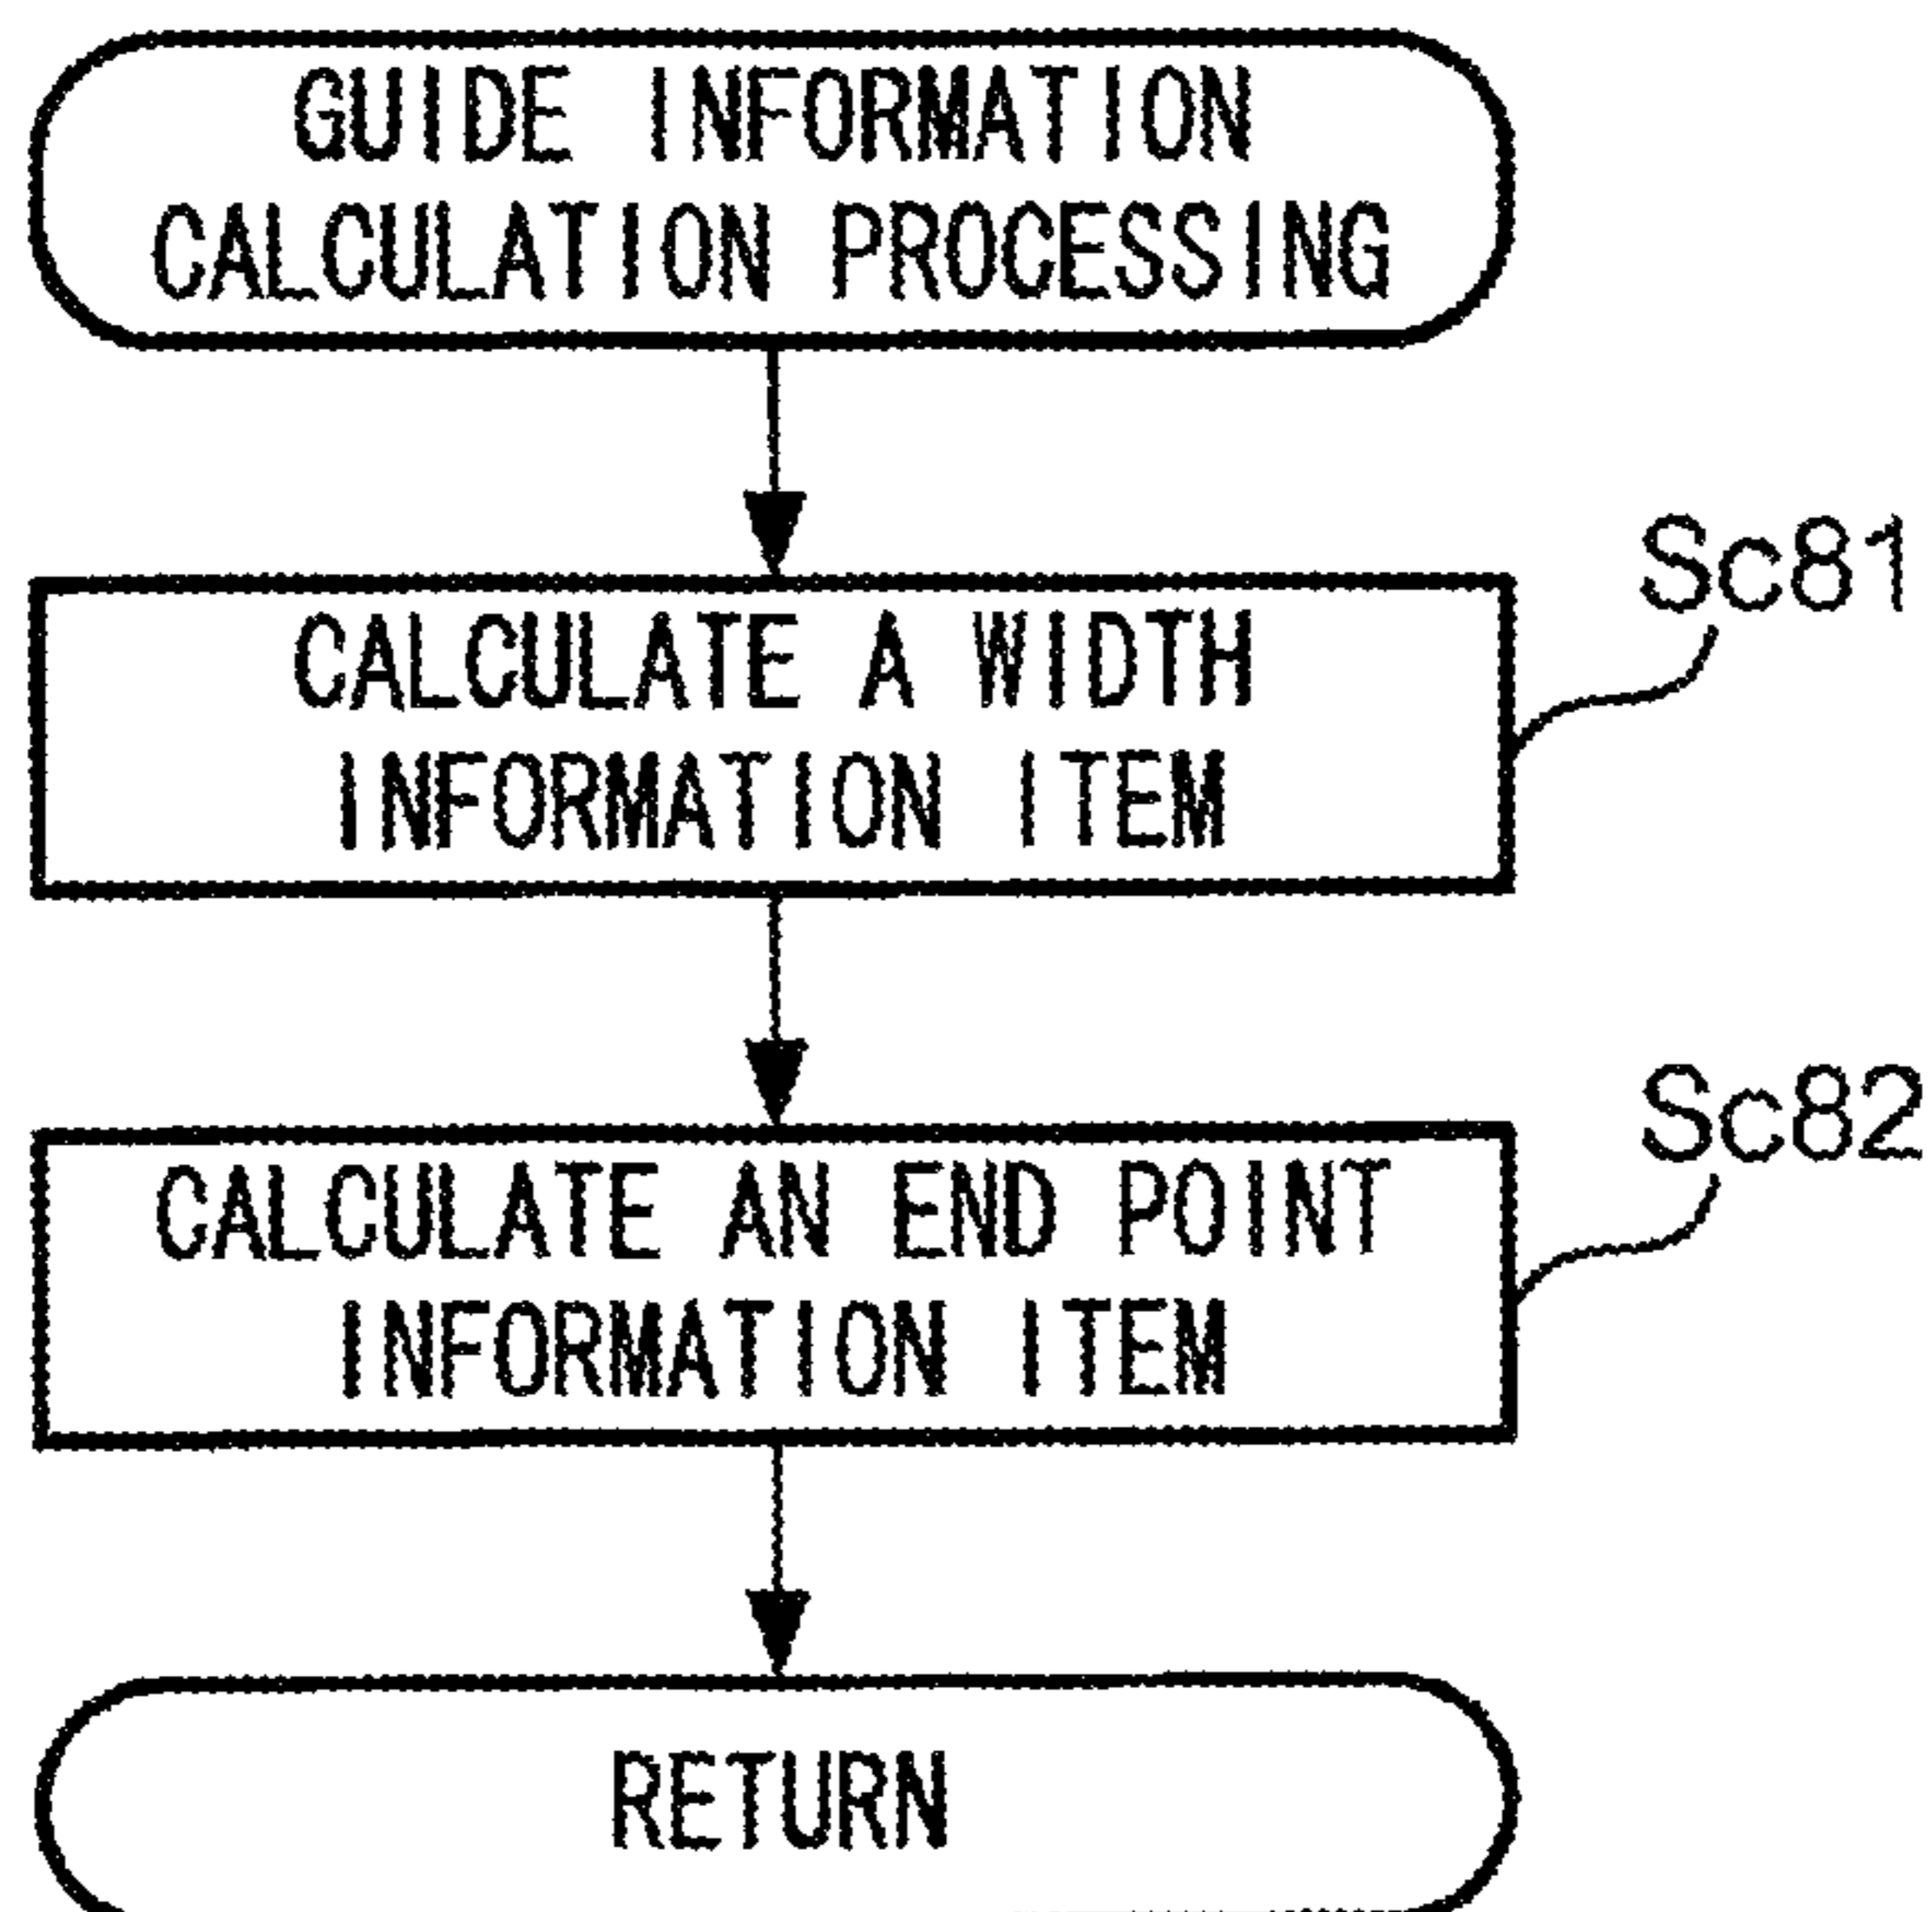 GUIDE INFORMATION
CALCULATION PROCESSING
Sc81
CALCULATE A WIDTH
INFORMATION ITEM
Sc82
CALCULATE AN END POINT
INFORMATION ITEM
RETURN